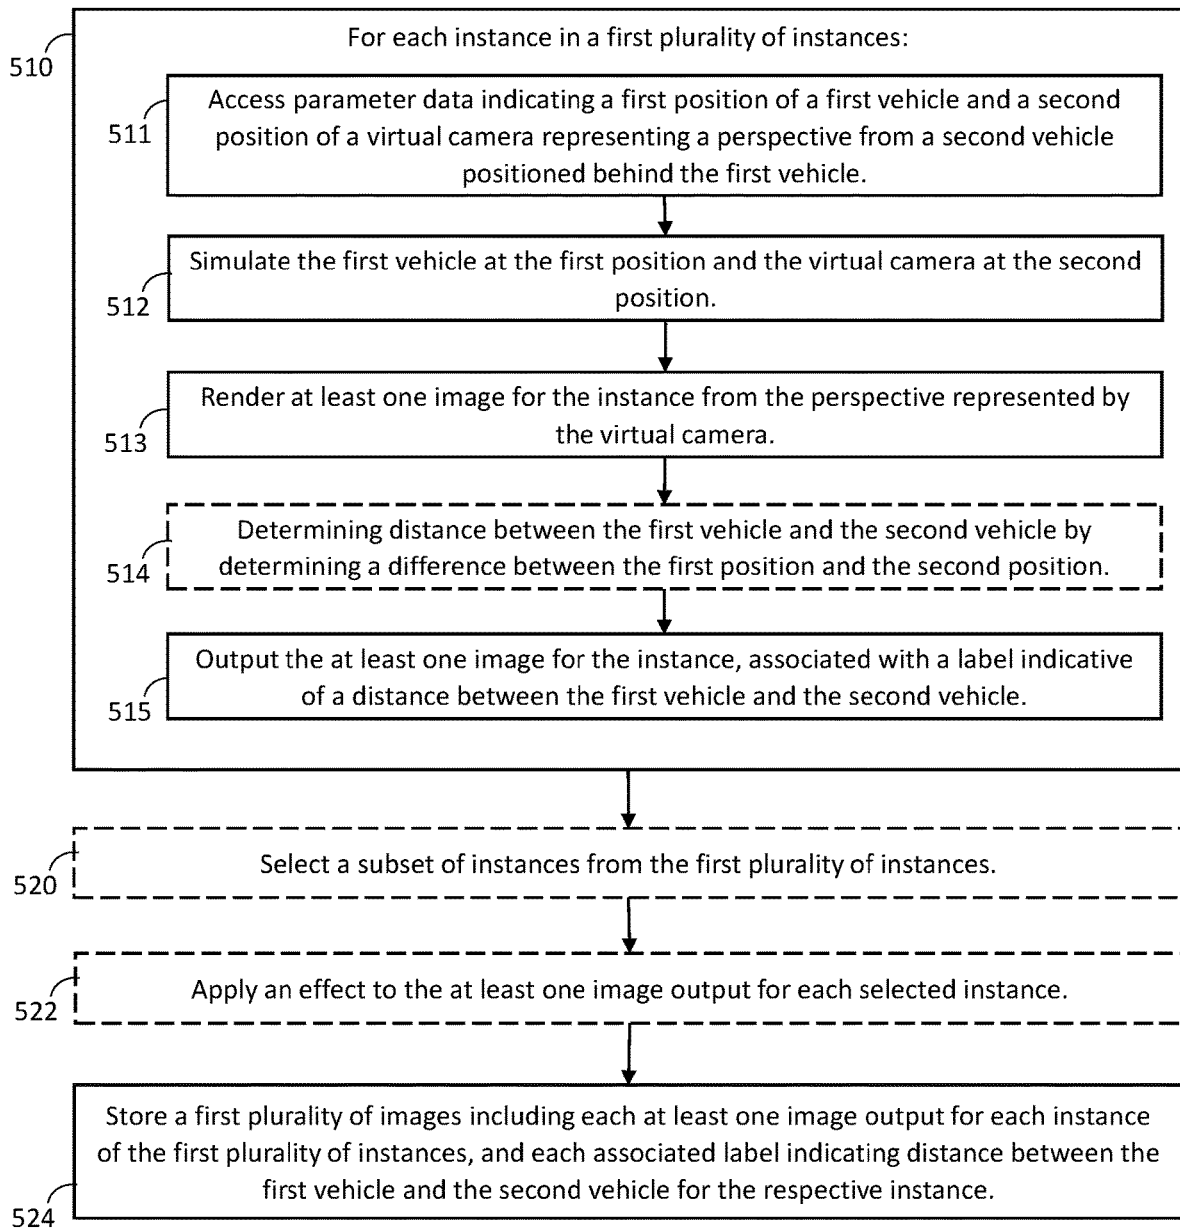 For each instance in a first plurality of instances:
510
Access parameter data indicating a first position of a first vehicle and a second
position of a virtual camera representing a perspective from a second vehicle
positioned behind the first vehicle.
511
Simulate the first vehicle at the first position and the virtual camera at the second
position.
512
Render at least one image for the instance from the perspective represented by
the virtual camera.
513
Determining distance between the first vehicle and the second vehicle by
determining a difference between the first position and the second position.
514
Output the at least one image for the instance, associated with a label indicative
of a distance between the first vehicle and the second vehicle.
515
Select a subset of instances from the first plurality of instances.
520
Apply an effect to the at least one image output for each selected instance.
522
Store a first plurality of images including each at least one image output for each instance
of the first plurality of instances, and each associated label indicating distance between the
first vehicle and the second vehicle for the respective instance.
524